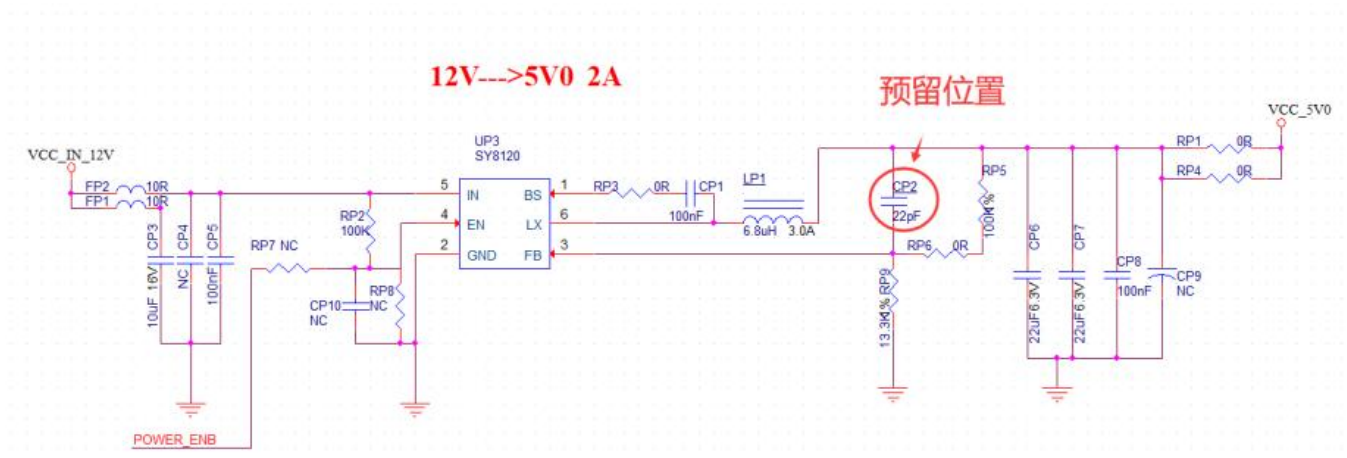 12V--->5V0 2A
预留位置
VCC_5V0
VCC_IN_12V
UP3
SY8120
FP2 10R
FP1 10R
5 IN BS 1
4 EN LX 6
2 GND FB 3
RP3 0R CP1
100nF
LP1
6.8uH 3.0A
CP2
22pF
RP5
100K1%
RP1 0R
RP4 0R
RP2
100K
RP7 NC
CP3
10uF 16V
CP4
NC
CP5
100nF
RP8
NC
CP10
NC
RP6 0R
RP9
13.3K1%
CP6
22uF6.3V
CP7
22uF6.3V
CP8
100nF
CP9
NC
POWER_ENB